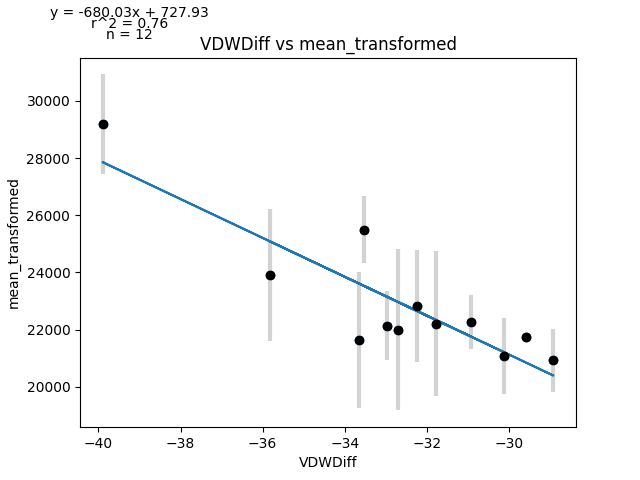 y = -680.03x + 727.93
r^2 = 0.76
n = 12
VDWDiff vs mean_transformed
30000
28000
26000
24000
22000
20000
mean_transformed
−40
−38
−36
−34
−32
−30
VDWDiff